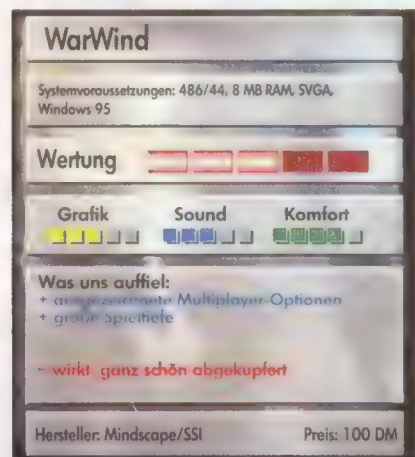 WarWind
Systemvoraussetzungen: 486/44, 8 MB RAM, SVGA,
Windows 95
Wertung
Grafik Sound Komfort
Was uns auffiel:
+ ausgezeichnete Multiplayer-Optionen
+ große Spieltiefe
- wirkt ganz schön abgekupfert
Hersteller: Mindscape/SSI Preis: 100 DM